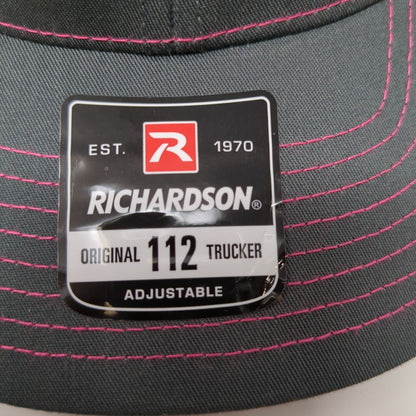 EST. R 1970
RICHARDSON®
ORIGINAL 112 TRUCKER
ADJUSTABLE